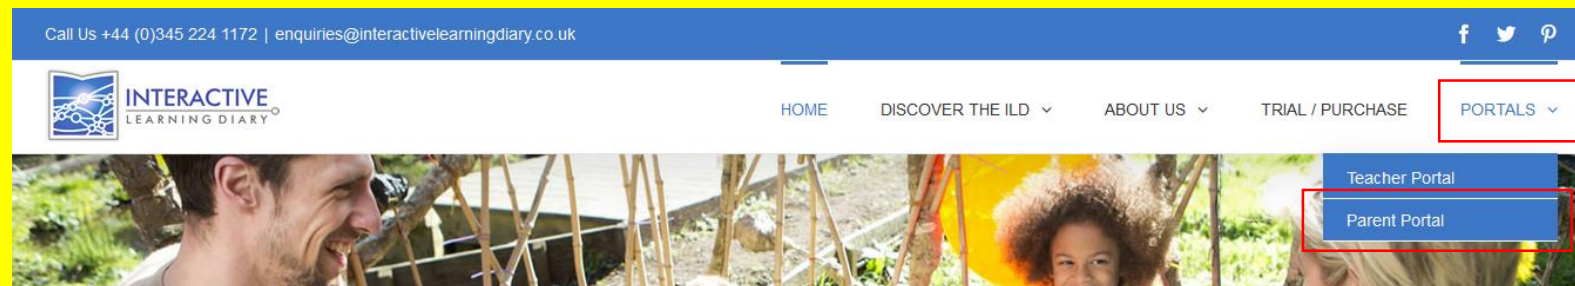 Call Us +44 (0)345 224 1172 | enquiries@interactivelearningdiary.co.uk
INTERACTIVE
LEARNING DIARY
HOME DISCOVER THE ILD ABOUT US TRIAL / PURCHASE PORTALS
Teacher Portal
Parent Portal